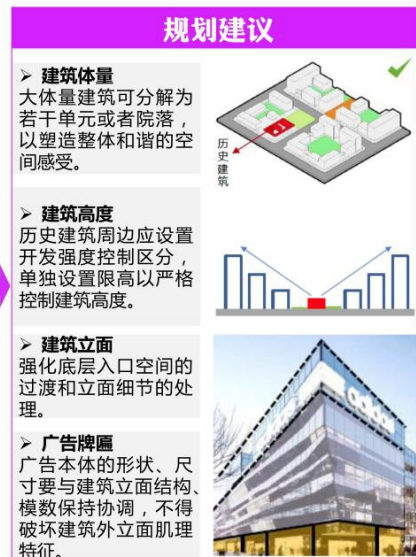 规划建议
➢ 建筑体量
大体量建筑可分解为
若干单元或者院落，
以塑造整体和谐的空
间感受。
历史建筑
➢ 建筑高度
历史建筑周边应设置
开发强度控制区分，
单独设置限高以严格
控制建筑高度。
➢ 建筑立面
强化底层入口空间的
过渡和立面细节的处
理。
➢ 广告牌匾
广告本体的形状、尺
寸要与建筑立面结构、
模数保持协调，不得
破坏建筑外立面肌理
特征。
adidas